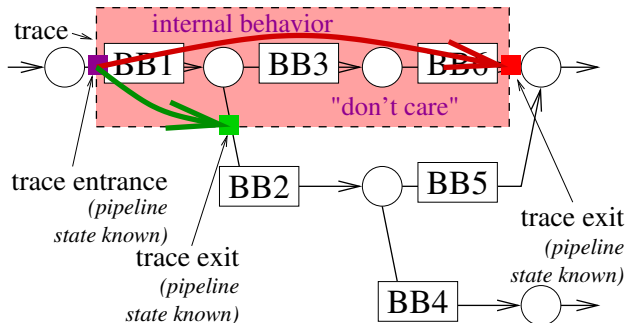 internal behavior
trace
BB1
BB3
BB6
"don't care"
trace entrance
(pipeline
state known)
BB2
BB5
trace exit
(pipeline
state known)
trace exit
(pipeline
state known)
BB4